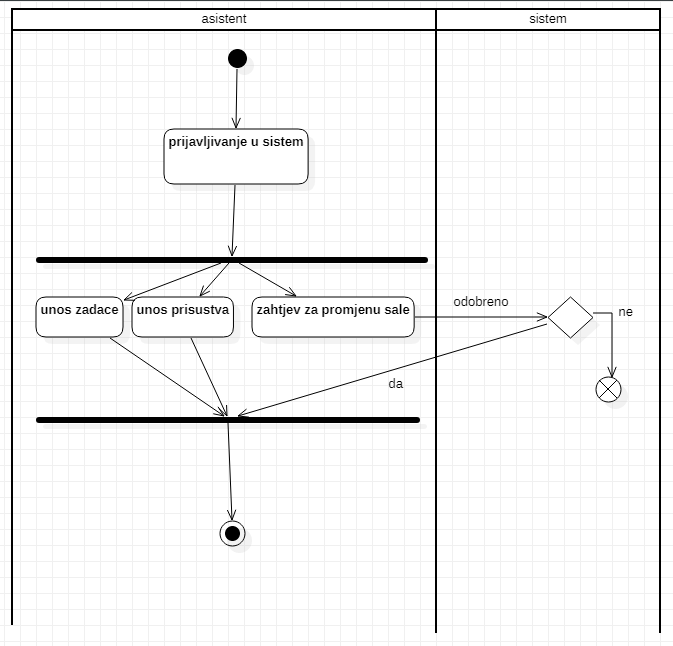 asistent
sistem
prijavljivanje u sistem
unos zadace
unos prisustva
zahtjev za promjenu sale
odobreno
ne
da